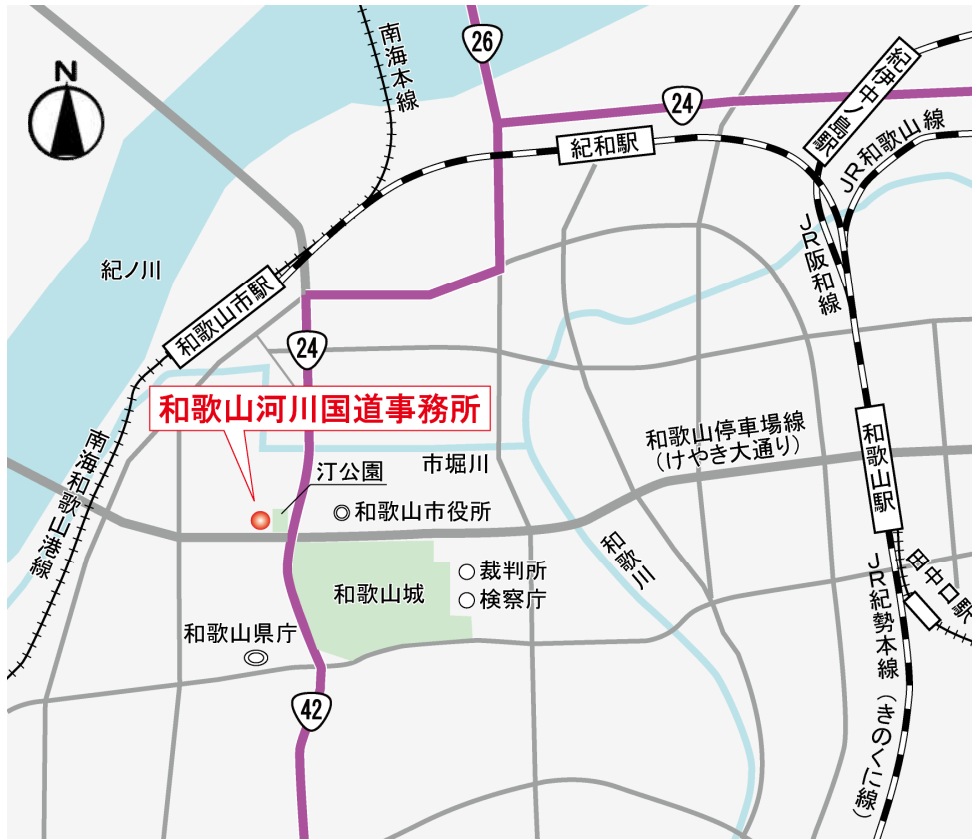 N
南海本線
26
24
紀伊中ノ島駅
紀和駅
JR和歌山線
JR阪和線
紀ノ川
和歌山市駅
24
和歌山河川国道事務所
南海和歌山港線
市堀川
汀公園
和歌山停車場線
(けやき大通り)
和歌山駅
和歌山市役所
和歌川
裁判所
検察庁
和歌山城
和歌山県庁
田中口駅
JR紀勢本線(きのくに線)
42